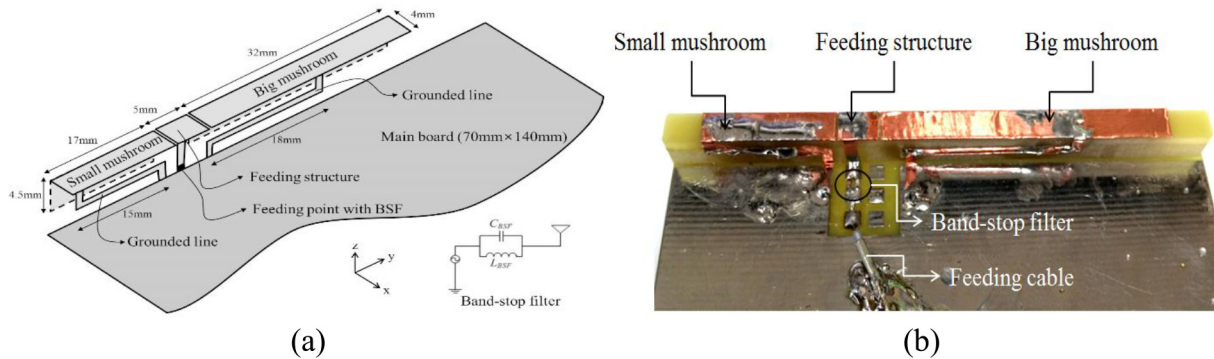 4mm
32mm
Big mushroom
5mm
Grounded line
17mm
18mm
Main board (70mm×140mm)
Small mushroom
4.5mm
Feeding structure
15mm
Feeding point with BSF
Grounded line
C_BSF
L_BSF
z
y
x
Band-stop filter
(a)
Small mushroom
Feeding structure
Big mushroom
Band-stop filter
Feeding cable
(b)